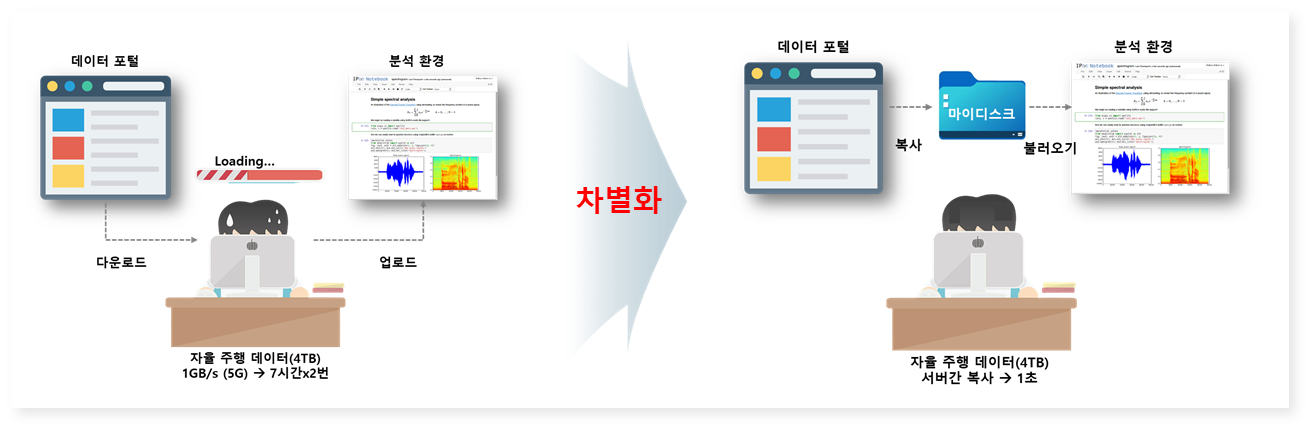 데이터 포털
분석 환경
IP[y]: Notebook
Simple spectral analysis
Loading...
다운로드
업로드
자율 주행 데이터(4TB)
1GB/s (5G) → 7시간x2번
차별화
데이터 포털
분석 환경
마이디스크
복사
불러오기
Simple spectral analysis
자율 주행 데이터(4TB)
서버간 복사 → 1초